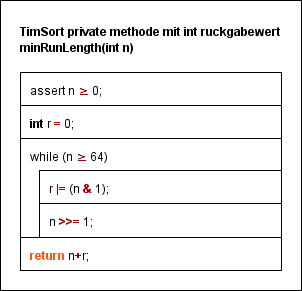 TimSort private methode mit int ruckgabewert
minRunLength(int n)
assert n ≥ 0;
int r = 0;
while (n ≥ 64)
r |= (n & 1);
n >>= 1;
return n+r;